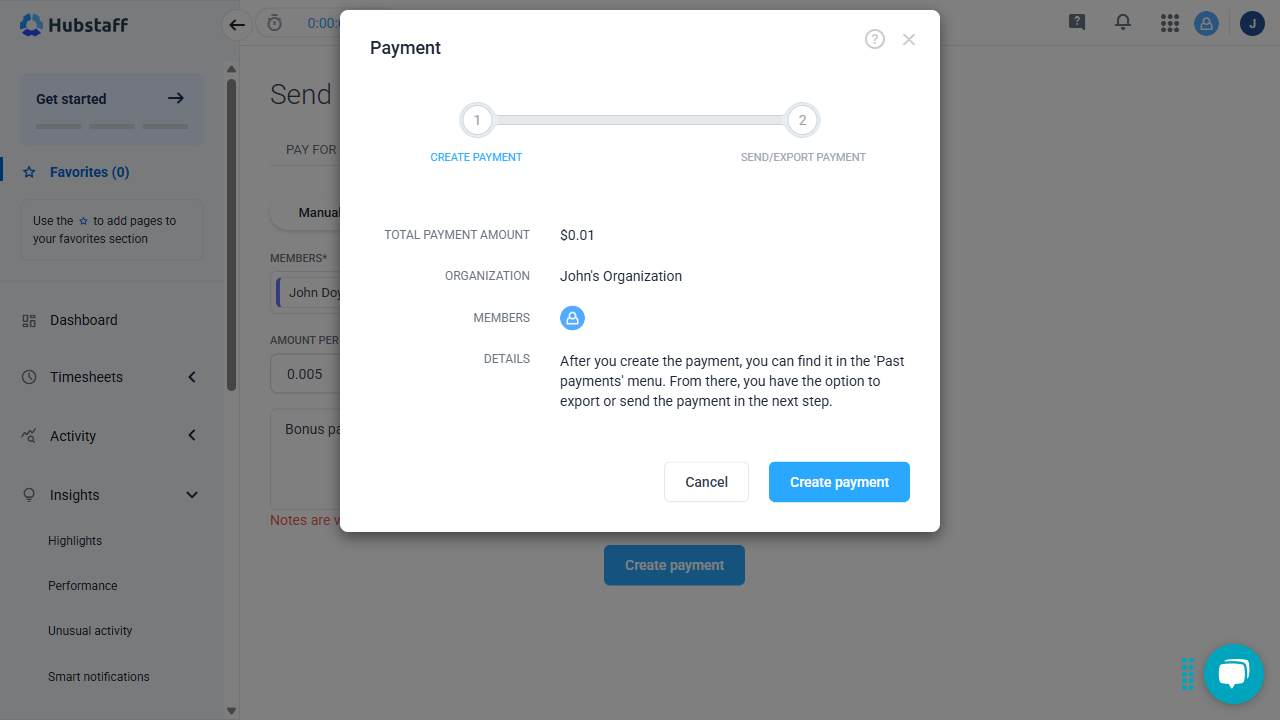 Hubstaff
0:00:
J
Get started
Favorites (0)
Use the to add pages to
your favorites section
Dashboard
Timesheets
Activity
Insights
Highlights
Performance
Unusual activity
Smart notifications
Send
PAY FOR
Manual
MEMBERS*
John Doy
AMOUNT PER
0.005
Bonus pa
Notes are v
Create payment
Payment
?
1
2
CREATE PAYMENT
SEND/EXPORT PAYMENT
TOTAL PAYMENT AMOUNT $0.01
ORGANIZATION John's Organization
MEMBERS
DETAILS After you create the payment, you can find it in the 'Past
payments' menu. From there, you have the option to
export or send the payment in the next step.
Cancel
Create payment